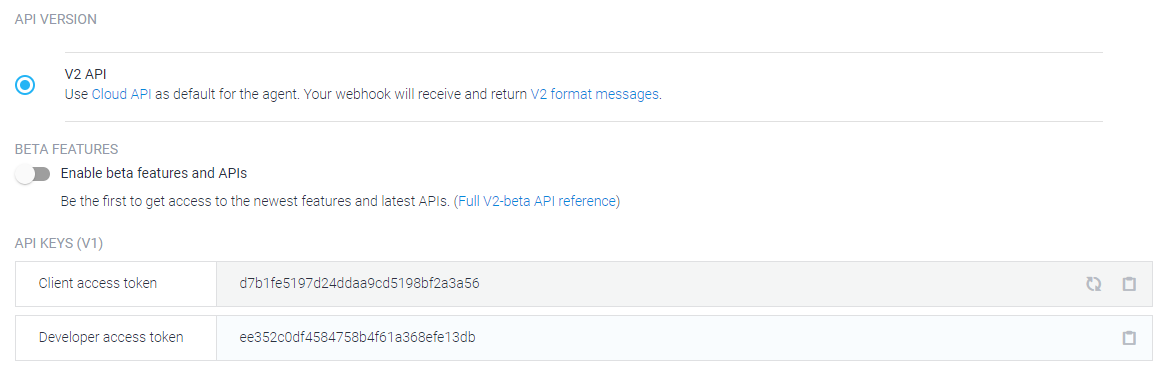 API VERSION
V2 API
Use Cloud API as default for the agent. Your webhook will receive and return V2 format messages.
BETA FEATURES
Enable beta features and APIs
Be the first to get access to the newest features and latest APIs. (Full V2-beta API reference)
API KEYS (V1)
Client access token d7b1fe5197d24ddaa9cd5198bf2a3a56
Developer access token ee352c0df4584758b4f61a368efe13db